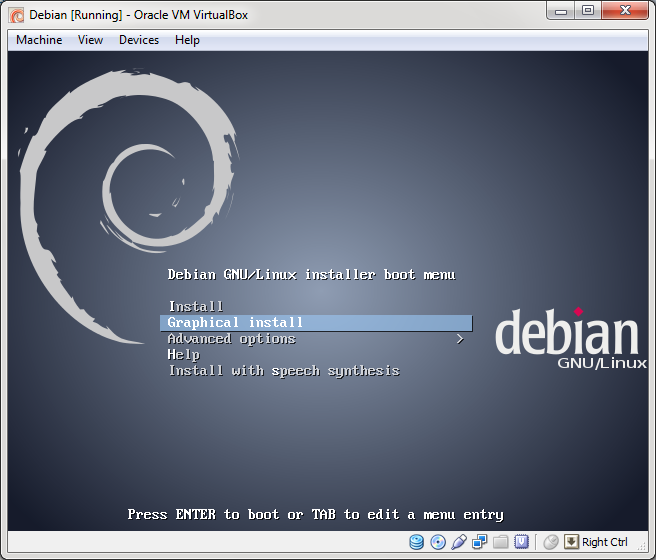 Debian [Running] - Oracle VM VirtualBox
Machine View Devices Help
Debian GNU/Linux installer boot menu
Install
Graphical install
Advanced options >
Help
Install with speech synthesis
debian
GNU/Linux
Press ENTER to boot or TAB to edit a menu entry
Right Ctrl